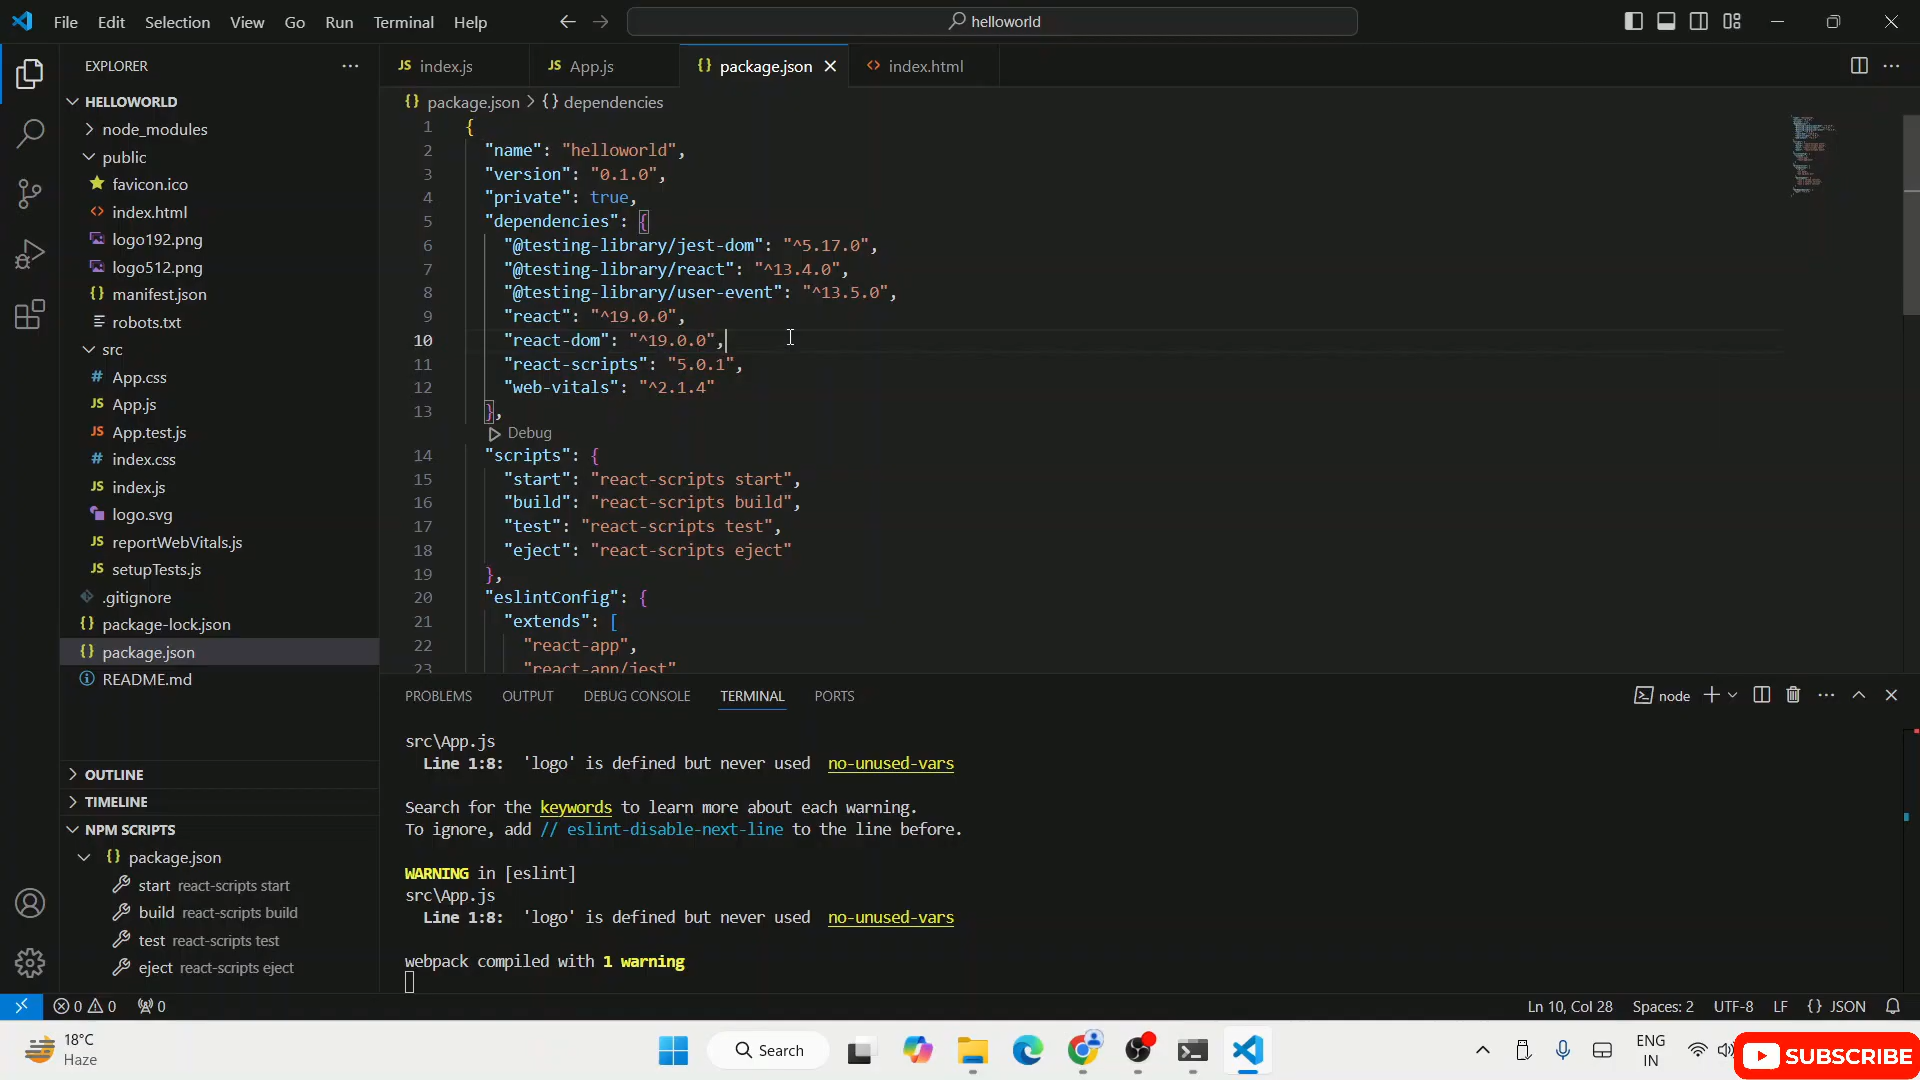 File Edit Selection View Go Run Terminal Help
helloworld
EXPLORER
HELLOWORLD
node_modules
public
favicon.ico
index.html
logo192.png
logo512.png
manifest.json
robots.txt
src
App.css
App.js
App.test.js
index.css
index.js
logo.svg
reportWebVitals.js
setupTests.js
.gitignore
package-lock.json
package.json
README.md
OUTLINE
TIMELINE
NPM SCRIPTS
package.json
start react-scripts start
build react-scripts build
test react-scripts test
eject react-scripts eject
JS index.js JS App.js {} package.json <> index.html
{} package.json > {} dependencies
1 {
2 "name": "helloworld",
3 "version": "0.1.0",
4 "private": true,
5 "dependencies": {
6 "@testing-library/jest-dom": "^5.17.0",
7 "@testing-library/react": "^13.4.0",
8 "@testing-library/user-event": "^13.5.0",
9 "react": "^19.0.0",
10 "react-dom": "^19.0.0",
11 "react-scripts": "5.0.1",
12 "web-vitals": "^2.1.4"
13 },
Debug
14 "scripts": {
15 "start": "react-scripts start",
16 "build": "react-scripts build",
17 "test": "react-scripts test",
18 "eject": "react-scripts eject"
19 },
20 "eslintConfig": {
21 "extends": [
22 "react-app",
23 "react-app/jest"
PROBLEMS OUTPUT DEBUG CONSOLE TERMINAL PORTS
node
src\App.js
Line 1:8: 'logo' is defined but never used no-unused-vars
Search for the keywords to learn more about each warning.
To ignore, add // eslint-disable-next-line to the line before.
WARNING in [eslint]
src\App.js
Line 1:8: 'logo' is defined but never used no-unused-vars
webpack compiled with 1 warning
0 0 0
Ln 10, Col 28 Spaces: 2 UTF-8 LF {} JSON
18°C
Haze
Search
ENG
IN
SUBSCRIBE